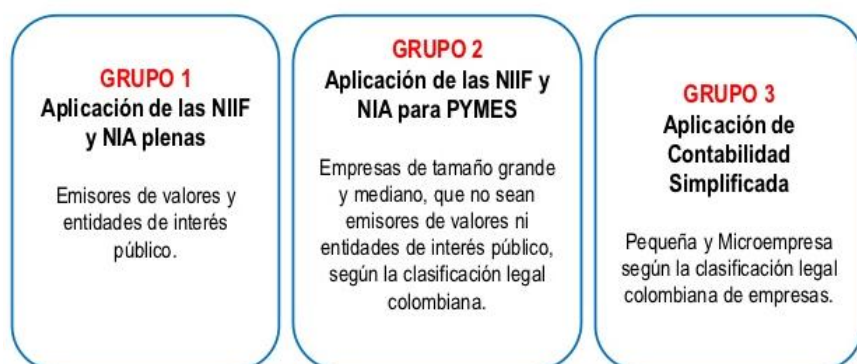 GRUPO 1
Aplicación de las NIIF
y NIA plenas
Emisores de valores y
entidades de interés
público.
GRUPO 2
Aplicación de las NIIF y
NIA para PYMES
Empresas de tamaño grande
y mediano, que no sean
emisores de valores ni
entidades de interés público,
según la clasificación legal
colombiana.
GRUPO 3
Aplicación de
Contabilidad
Simplificada
Pequeña y Microempresa
según la clasificación legal
colombiana de empresas.